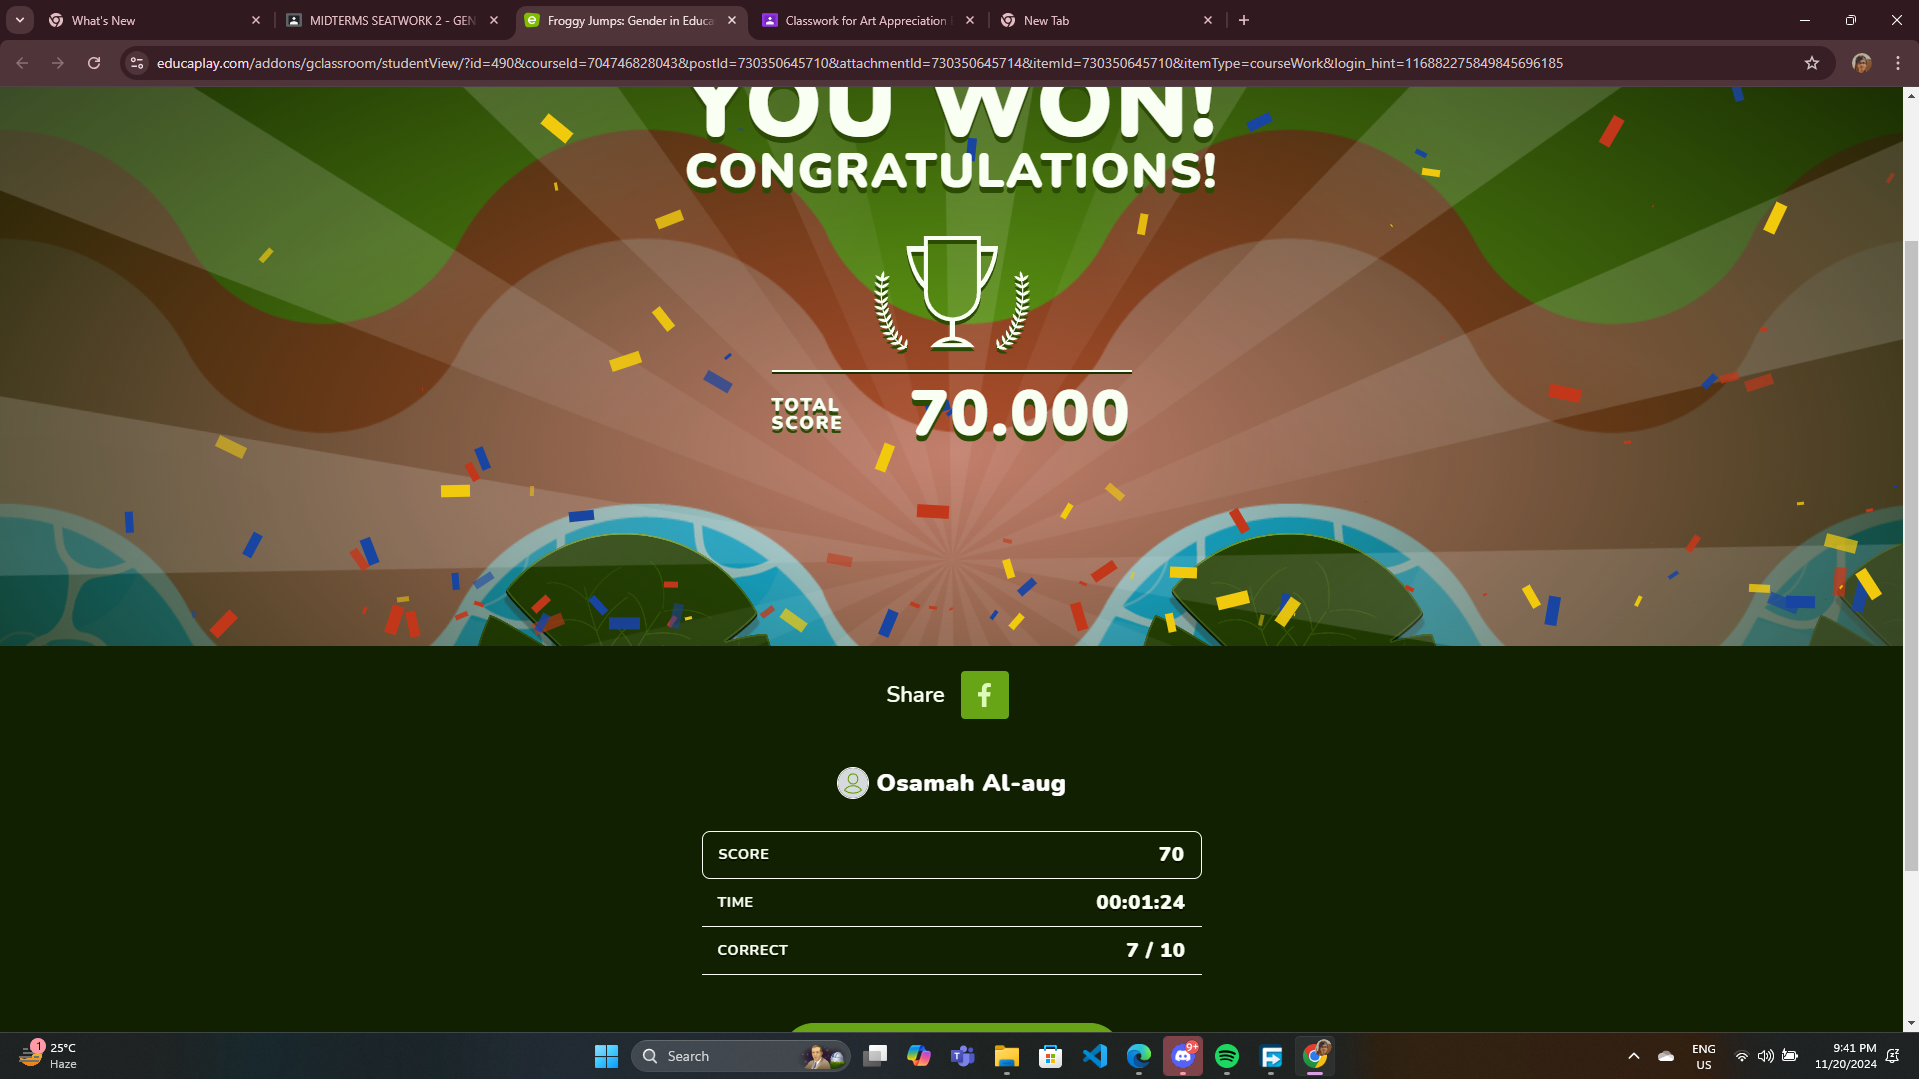 What's New
MIDTERMS SEATWORK 2 - GEN
Froggy Jumps: Gender in Educa
Classwork for Art Appreciation
New Tab
educaplay.com/addons/gclassroom/studentView/?id=490&courseId=704746828043&postId=730350645710&attachmentId=730350645714&itemId=730350645710&itemType=courseWork&login_hint=116882275849845696185
YOU WON!
CONGRATULATIONS!
TOTAL
SCORE
70.000
Share
Osamah Al-aug
SCORE 70
TIME 00:01:24
CORRECT 7 / 10
1
25°C
Haze
Search
9+
ENG
US
9:41 PM
11/20/2024